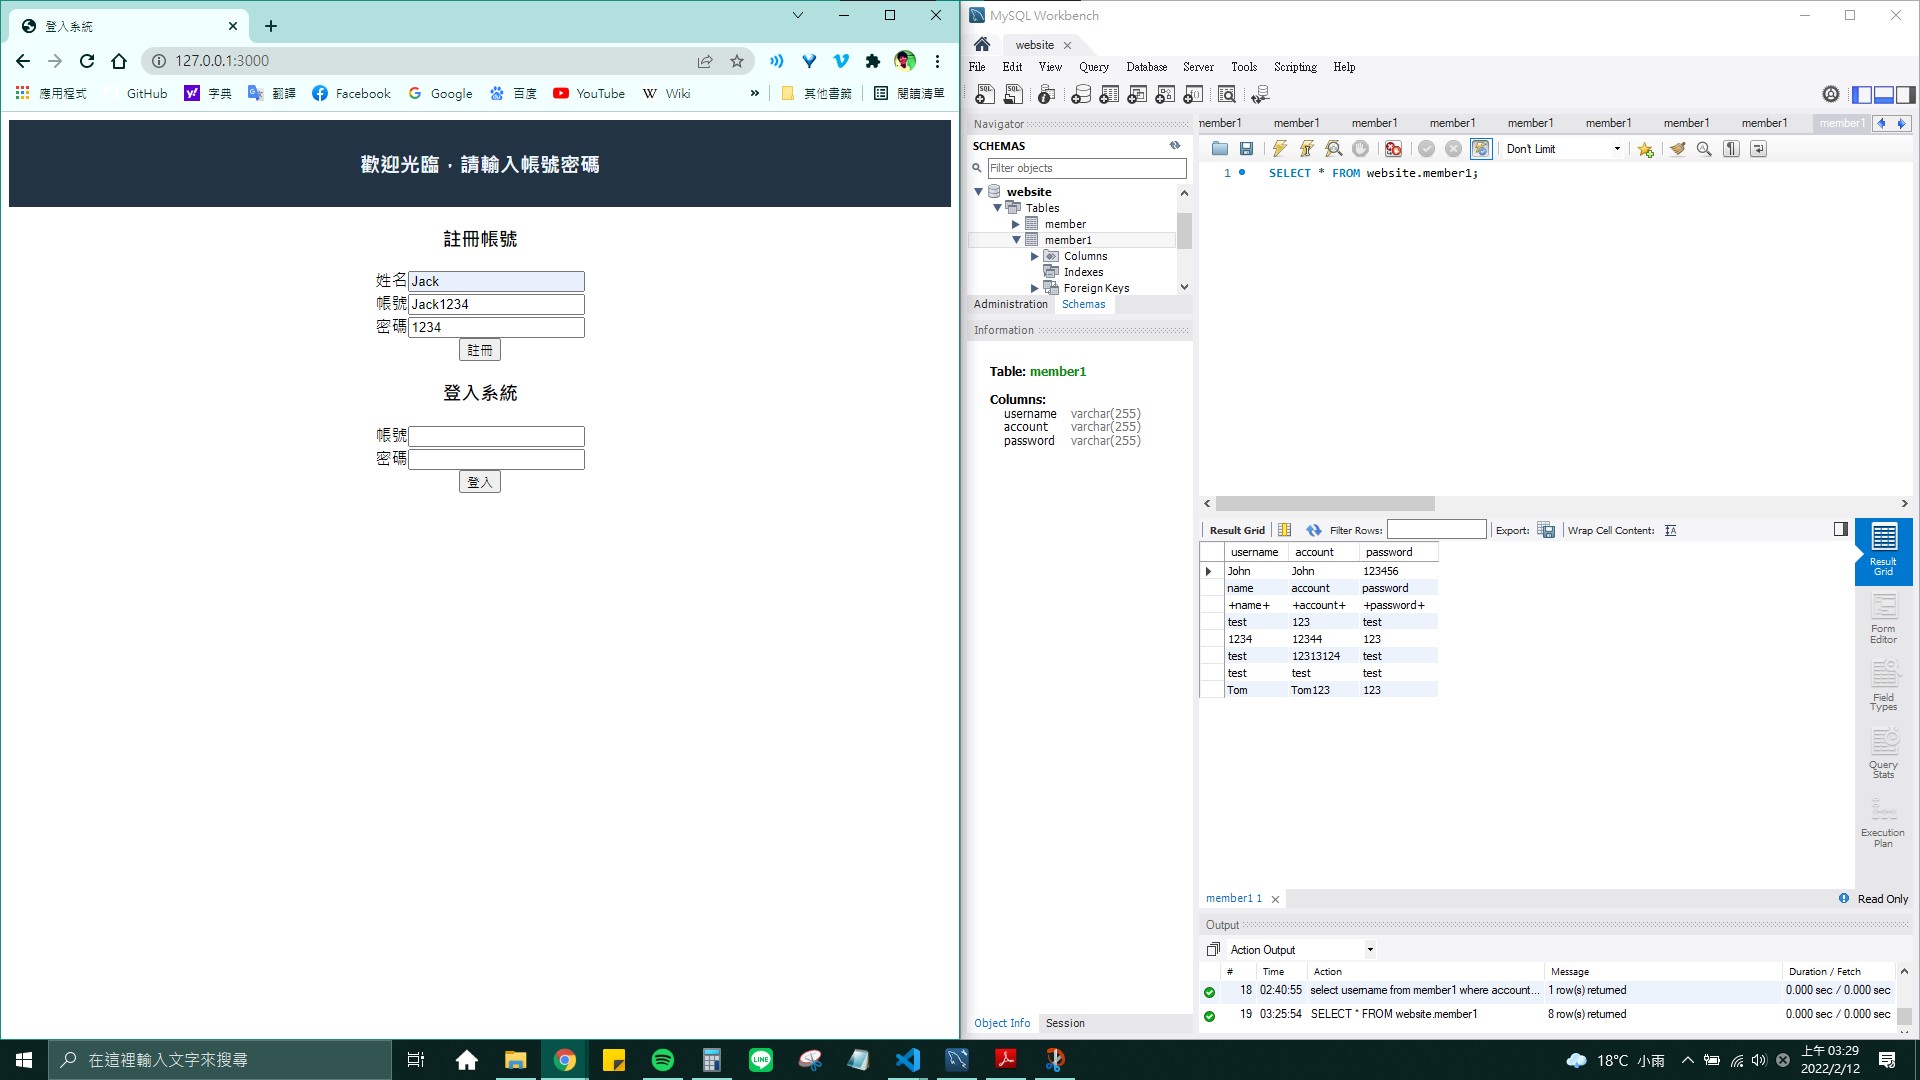 登入系統
127.0.0.1:3000
應用程式 GitHub 字典 翻譯 Facebook Google 百度 YouTube W Wiki » 其他書籤 閱讀清單
歡迎光臨，請輸入帳號密碼
註冊帳號
姓名 Jack
帳號 Jack1234
密碼 1234
註冊
登入系統
帳號
密碼
登入
MySQL Workbench
website
File Edit View Query Database Server Tools Scripting Help
Navigator
SCHEMAS
Filter objects
website
Tables
member
member1
Columns
Indexes
Foreign Keys
Administration Schemas
Information
Table: member1
Columns:
username varchar(255)
account varchar(255)
password varchar(255)
Object Info Session
member1 member1 member1 member1 member1 member1 member1 member1 member1
Don't Limit
1 SELECT * FROM website.member1;
Result Grid Filter Rows: Export: Wrap Cell Content:
username account password
John John 123456
name account password
+name+ +account+ +password+
test 123 test
1234 12344 123
test 12313124 test
test test test
Tom Tom123 123
Result
Grid
Form
Editor
Field
Types
Query
Stats
Execution
Plan
member1 1 Read Only
Output
Action Output
# Time Action Message Duration / Fetch
18 02:40:55 select username from member1 where account... 1 row(s) returned 0.000 sec / 0.000 sec
19 03:25:54 SELECT * FROM website.member1 8 row(s) returned 0.000 sec / 0.000 sec
在這裡輸入文字來搜尋
18°C 小雨
上午 03:29
2022/2/12